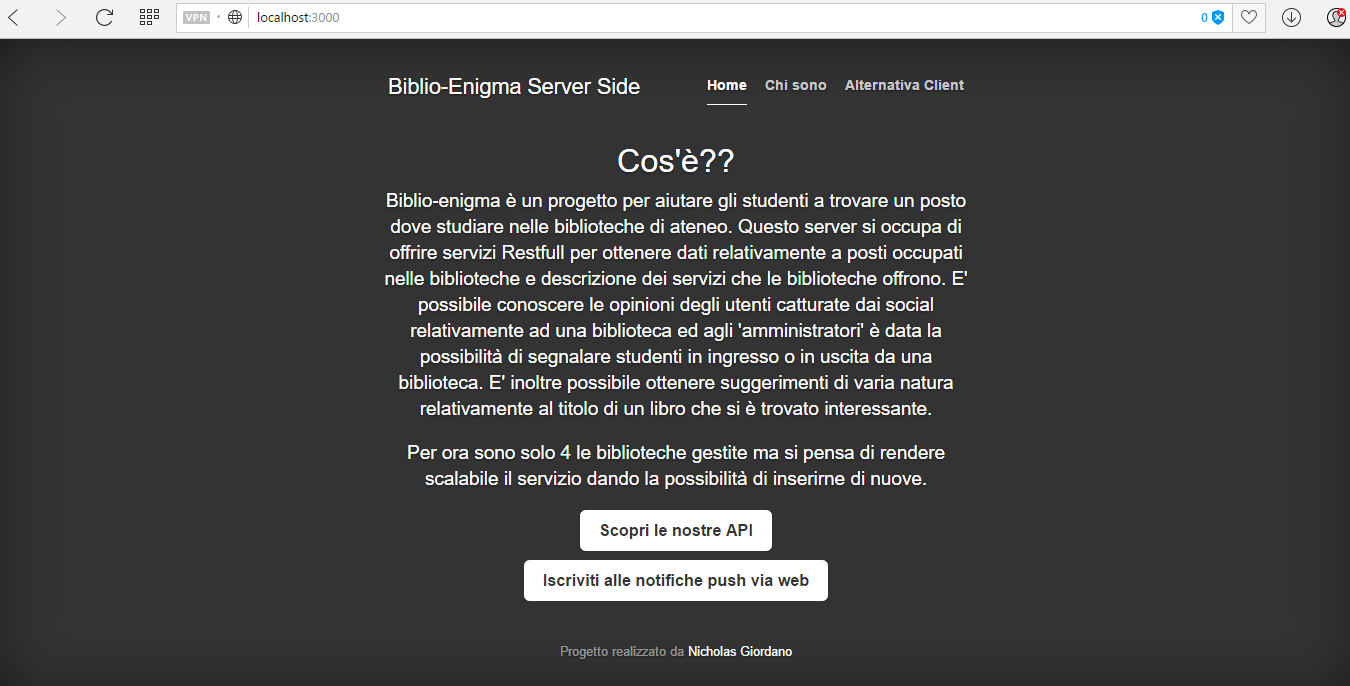 VPN
localhost:3000
0
Biblio-Enigma Server Side
Home
Chi sono
Alternativa Client
Cos'è??
Biblio-enigma è un progetto per aiutare gli studenti a trovare un posto
dove studiare nelle biblioteche di ateneo. Questo server si occupa di
offrire servizi Restfull per ottenere dati relativamente a posti occupati
nelle biblioteche e descrizione dei servizi che le biblioteche offrono. E'
possibile conoscere le opinioni degli utenti catturate dai social
relativamente ad una biblioteca ed agli 'amministratori' è data la
possibilità di segnalare studenti in ingresso o in uscita da una
biblioteca. E' inoltre possibile ottenere suggerimenti di varia natura
relativamente al titolo di un libro che si è trovato interessante.
Per ora sono solo 4 le biblioteche gestite ma si pensa di rendere
scalabile il servizio dando la possibilità di inserirne di nuove.
Scopri le nostre API
Iscriviti alle notifiche push via web
Progetto realizzato da Nicholas Giordano